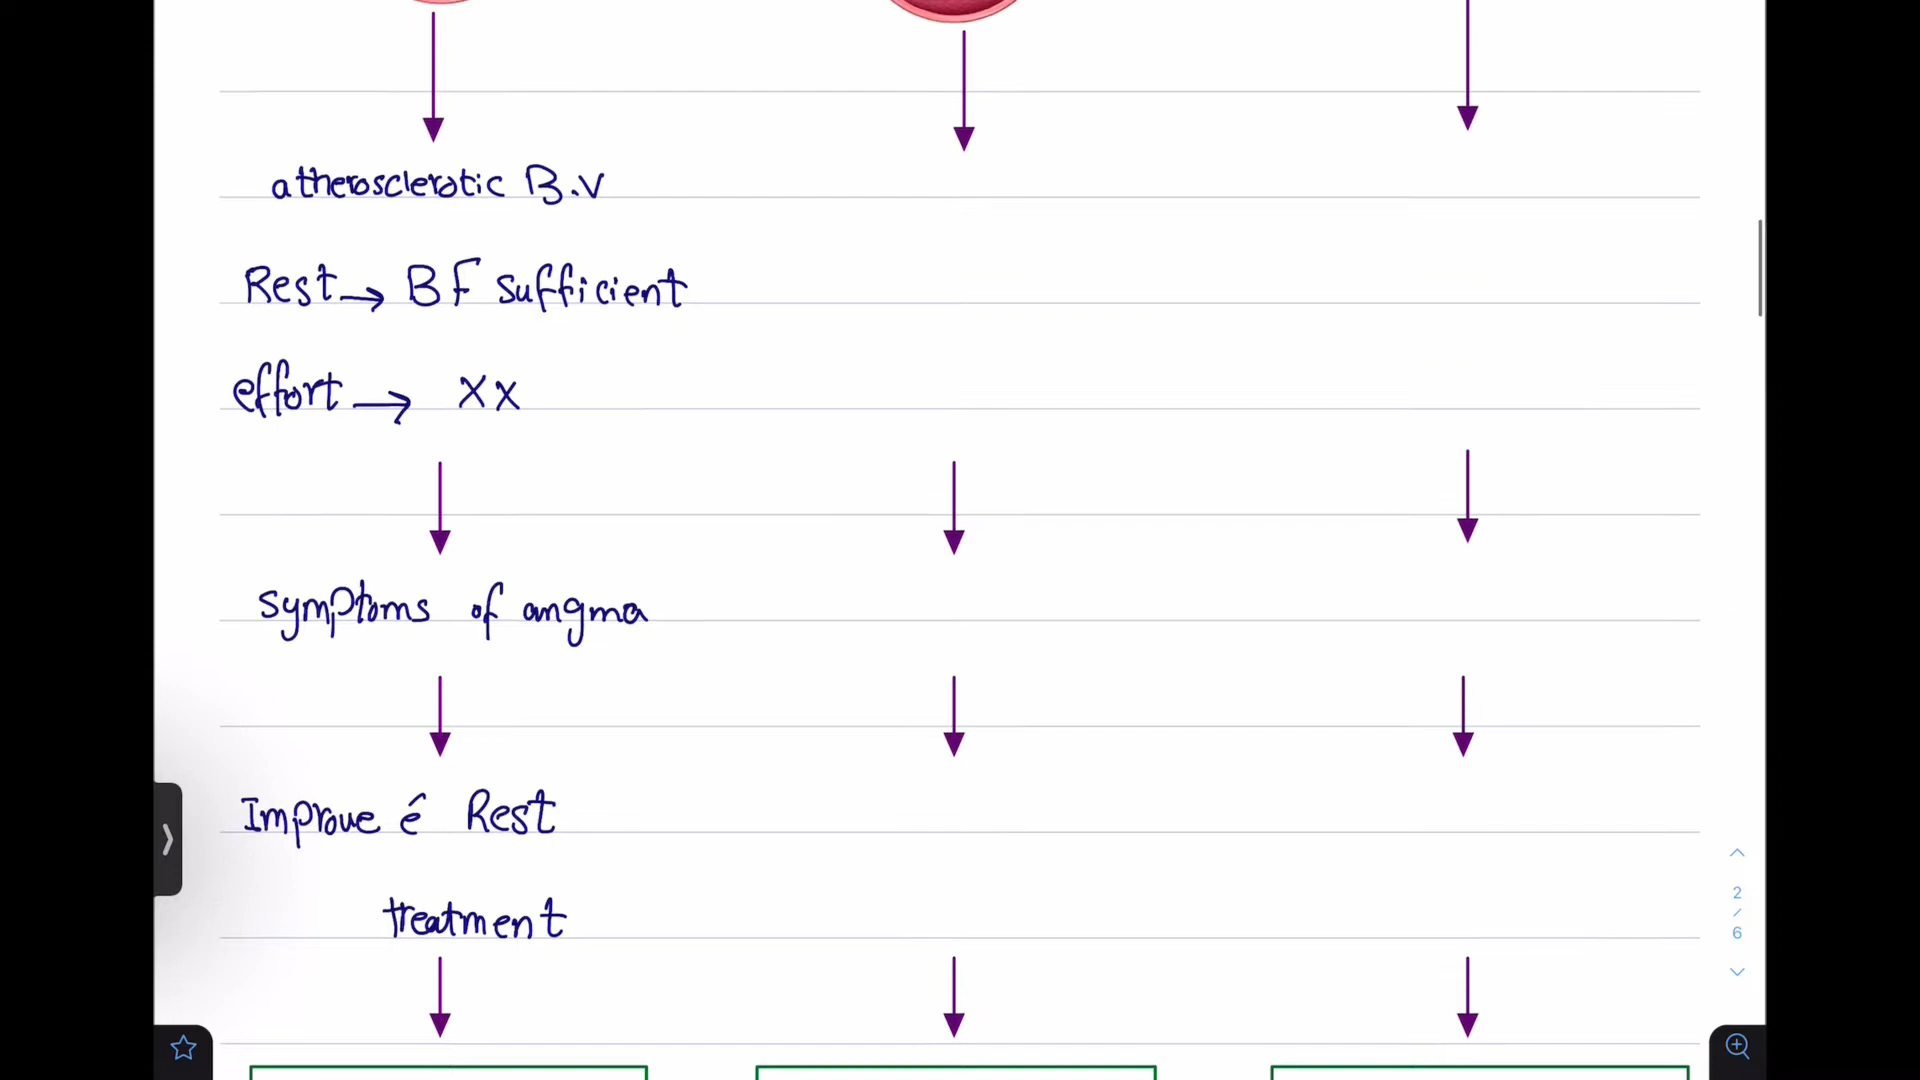 atherosclerotic B.V
Rest → BF sufficient
effort → XX
symptoms of angina
Improve é Rest
treatment
2
/
6